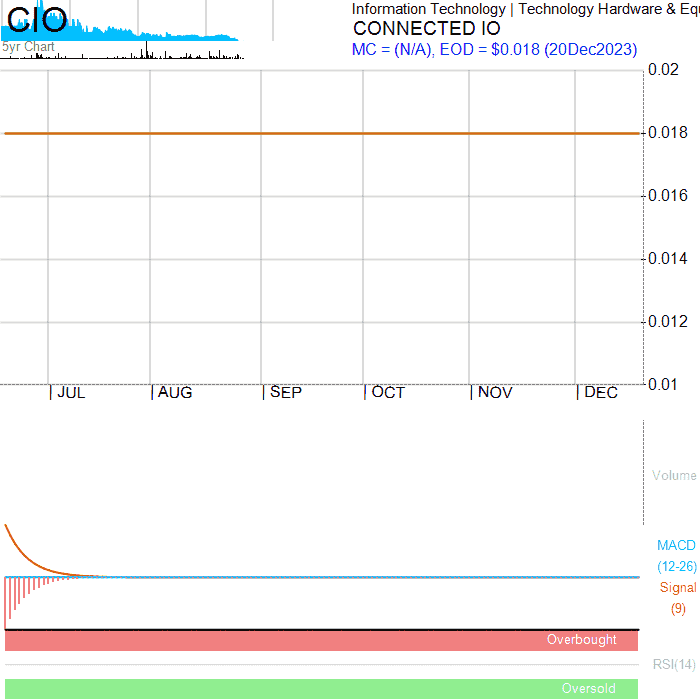 CIO
5yr Chart
Information Technology | Technology Hardware & Equ
CONNECTED IO
MC = (N/A), EOD = $0.018 (20Dec2023)
0.02
0.018
0.016
0.014
0.012
0.01
JUL AUG SEP OCT NOV DEC
Volume
MACD
(12-26)
Signal
(9)
Overbought
RSI(14)
Oversold